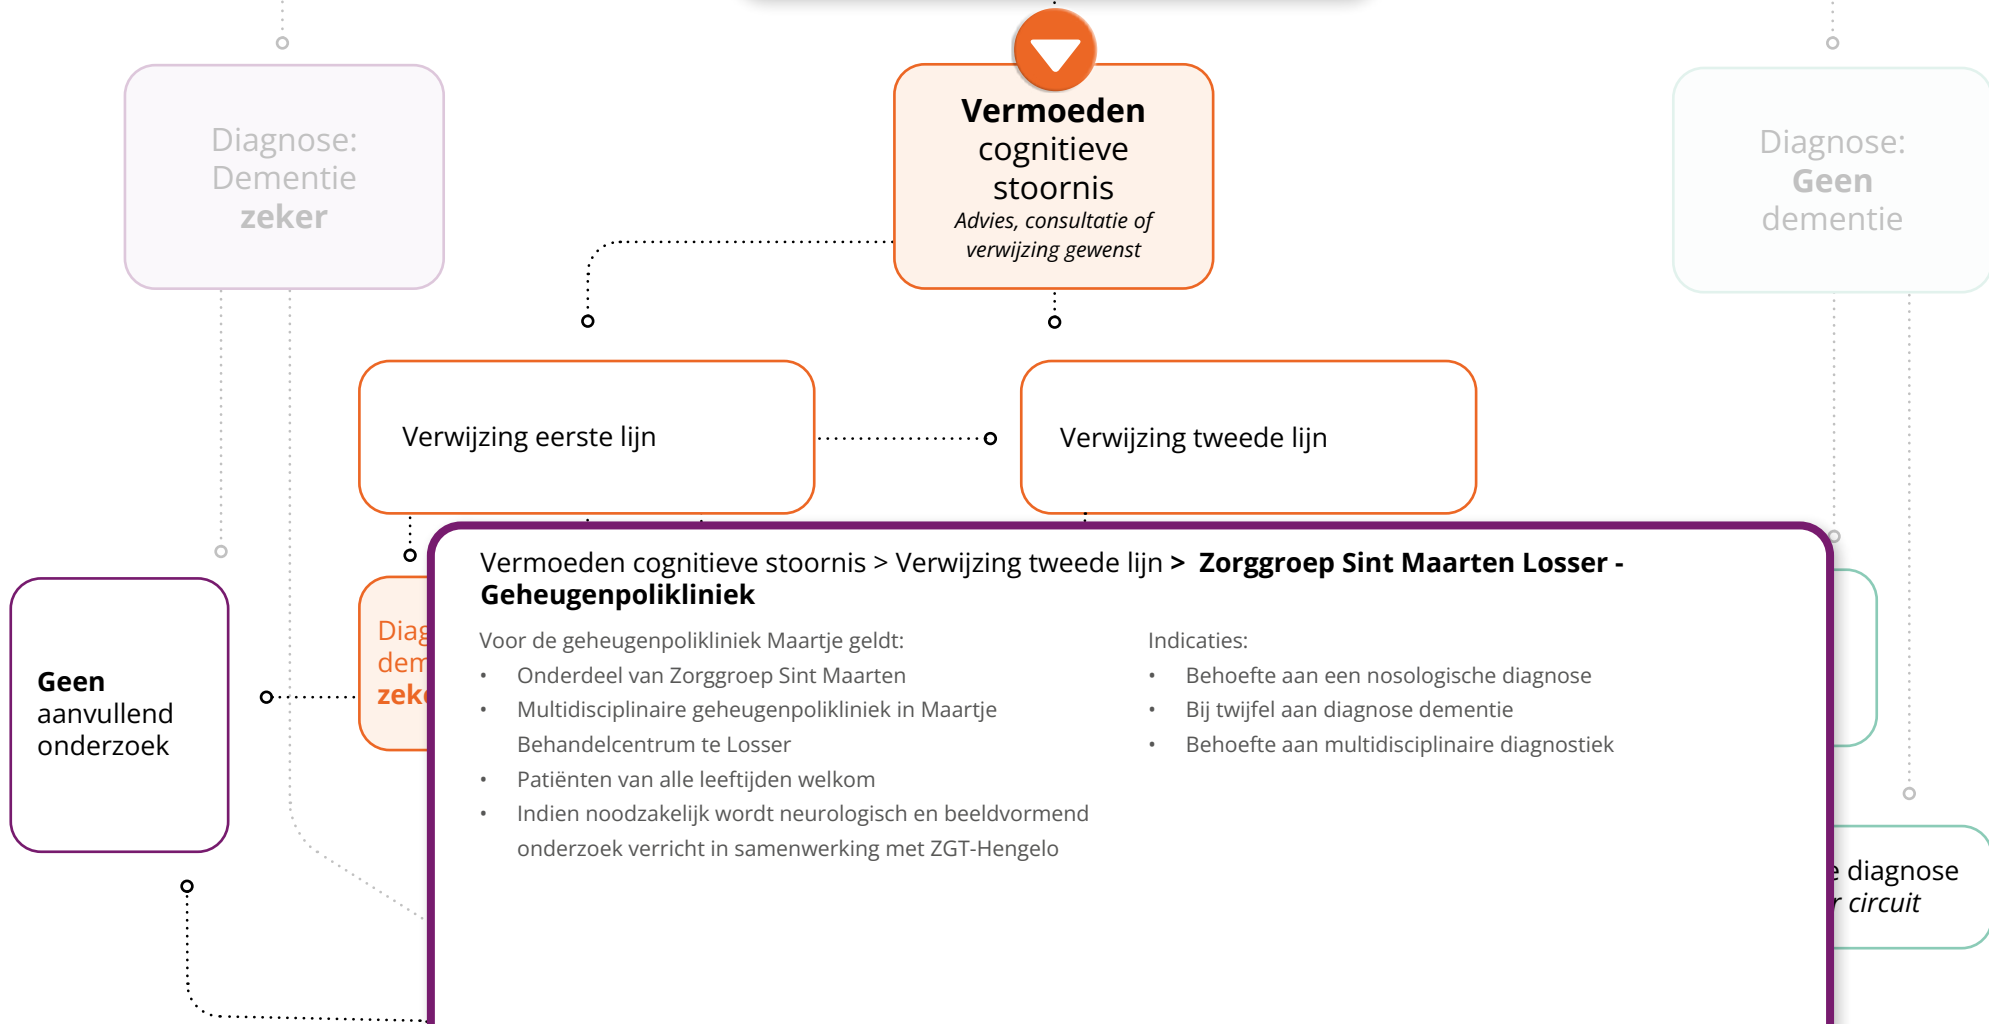 Diagnose:
Dementie
zeker
Vermoeden
cognitieve
stoornis
Advies, consultatie of
verwijzing gewenst
Diagnose:
Geen
dementie
Verwijzing eerste lijn
Verwijzing tweede lijn
Geen
aanvullend
onderzoek
Vermoeden cognitieve stoornis > Verwijzing tweede lijn > Zorggroep Sint Maarten Losser -
Geheugenpolikliniek
Voor de geheugenpolikliniek Maartje geldt:
• Onderdeel van Zorggroep Sint Maarten
• Multidisciplinaire geheugenpolikliniek in Maartje
Behandelcentrum te Losser
• Patiënten van alle leeftijden welkom
• Indien noodzakelijk wordt neurologisch en beeldvormend
onderzoek verricht in samenwerking met ZGT-Hengelo
Indicaties:
• Behoefte aan een nosologische diagnose
• Bij twijfel aan diagnose dementie
• Behoefte aan multidisciplinaire diagnostiek
diagnose
circuit